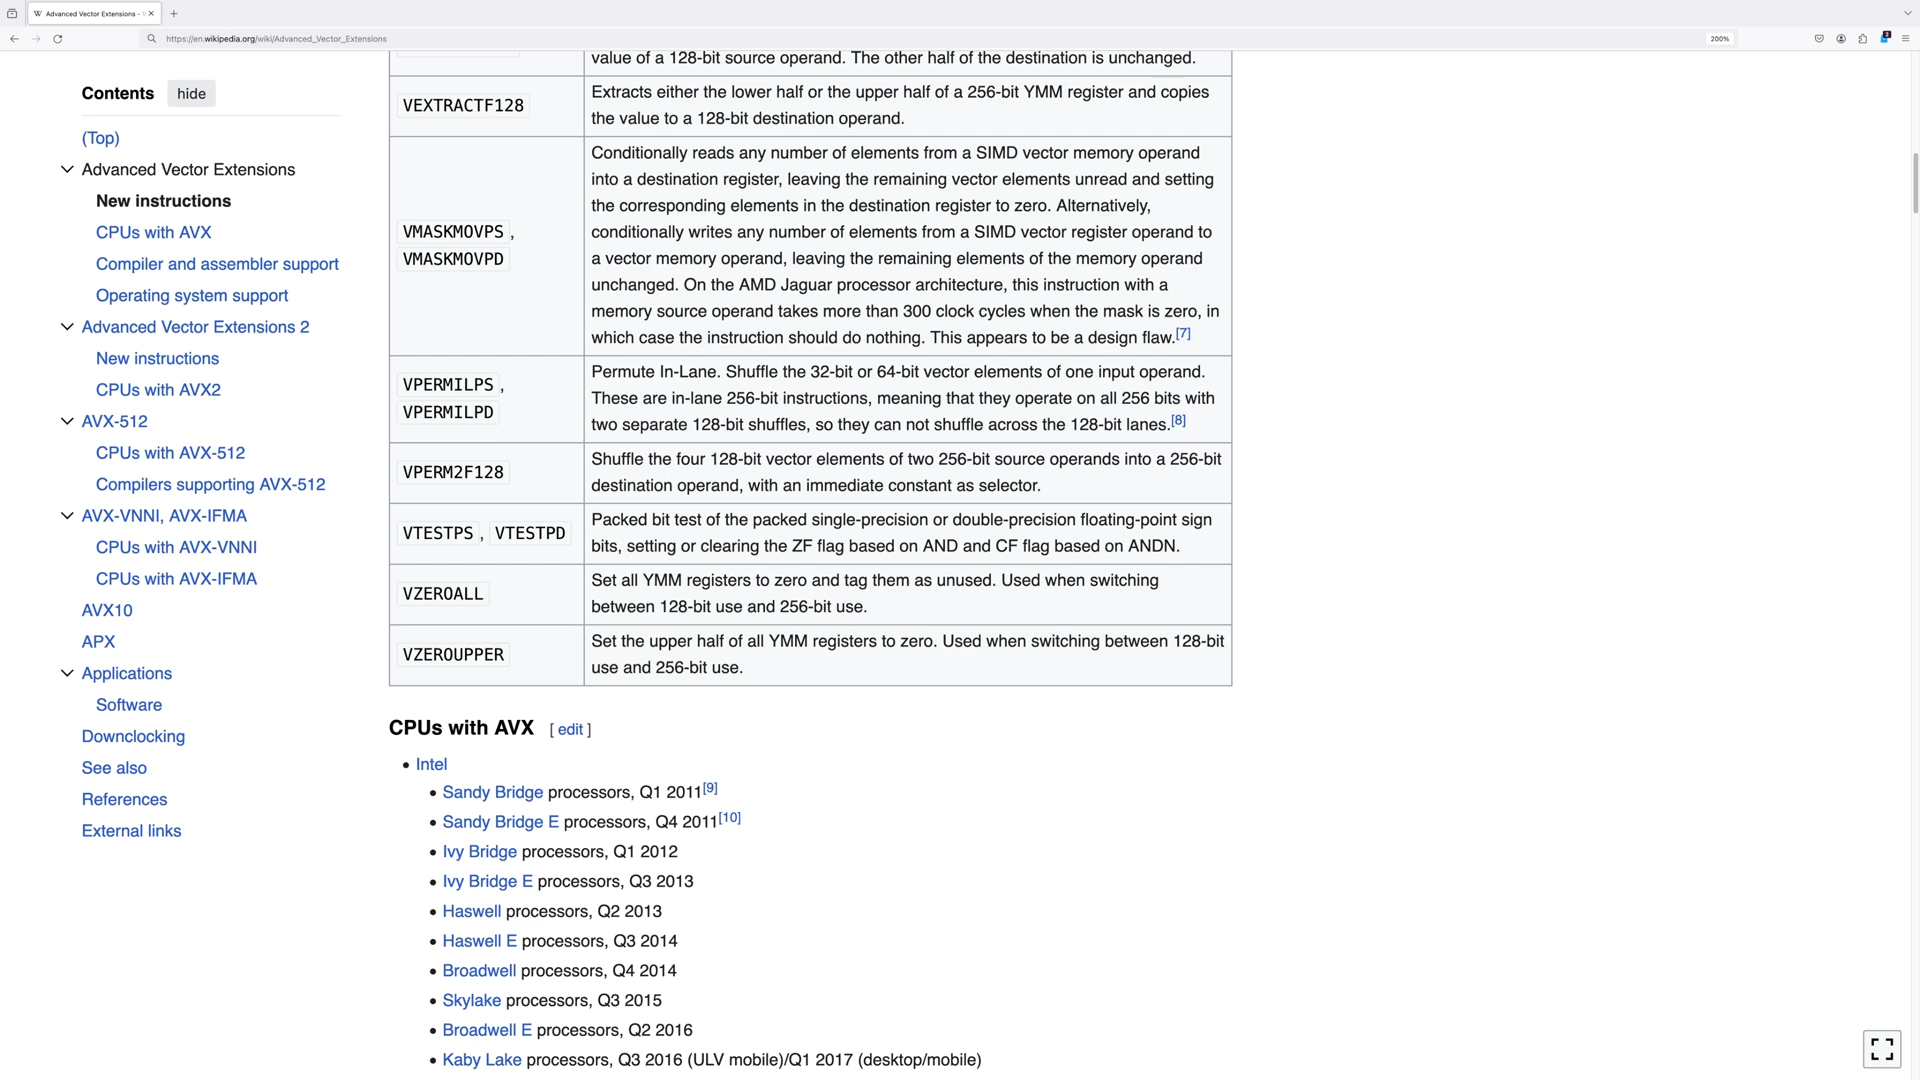 Advanced Vector Extensions -
https://en.wikipedia.org/wiki/Advanced_Vector_Extensions
200%
2
Contents hide
(Top)
Advanced Vector Extensions
New instructions
CPUs with AVX
Compiler and assembler support
Operating system support
Advanced Vector Extensions 2
New instructions
CPUs with AVX2
AVX-512
CPUs with AVX-512
Compilers supporting AVX-512
AVX-VNNI, AVX-IFMA
CPUs with AVX-VNNI
CPUs with AVX-IFMA
AVX10
APX
Applications
Software
Downclocking
See also
References
External links
value of a 128-bit source operand. The other half of the destination is unchanged.
VEXTRACTF128
Extracts either the lower half or the upper half of a 256-bit YMM register and copies
the value to a 128-bit destination operand.
VMASKMOVPS,
VMASKMOVPD
Conditionally reads any number of elements from a SIMD vector memory operand
into a destination register, leaving the remaining vector elements unread and setting
the corresponding elements in the destination register to zero. Alternatively,
conditionally writes any number of elements from a SIMD vector register operand to
a vector memory operand, leaving the remaining elements of the memory operand
unchanged. On the AMD Jaguar processor architecture, this instruction with a
memory source operand takes more than 300 clock cycles when the mask is zero, in
which case the instruction should do nothing. This appears to be a design flaw.[7]
VPERMILPS,
VPERMILPD
Permute In-Lane. Shuffle the 32-bit or 64-bit vector elements of one input operand.
These are in-lane 256-bit instructions, meaning that they operate on all 256 bits with
two separate 128-bit shuffles, so they can not shuffle across the 128-bit lanes.[8]
VPERM2F128
Shuffle the four 128-bit vector elements of two 256-bit source operands into a 256-bit
destination operand, with an immediate constant as selector.
VTESTPS, VTESTPD
Packed bit test of the packed single-precision or double-precision floating-point sign
bits, setting or clearing the ZF flag based on AND and CF flag based on ANDN.
VZEROALL
Set all YMM registers to zero and tag them as unused. Used when switching
between 128-bit use and 256-bit use.
VZEROUPPER
Set the upper half of all YMM registers to zero. Used when switching between 128-bit
use and 256-bit use.
CPUs with AVX [ edit ]
• Intel
• Sandy Bridge processors, Q1 2011[9]
• Sandy Bridge E processors, Q4 2011[10]
• Ivy Bridge processors, Q1 2012
• Ivy Bridge E processors, Q3 2013
• Haswell processors, Q2 2013
• Haswell E processors, Q3 2014
• Broadwell processors, Q4 2014
• Skylake processors, Q3 2015
• Broadwell E processors, Q2 2016
• Kaby Lake processors, Q3 2016 (ULV mobile)/Q1 2017 (desktop/mobile)